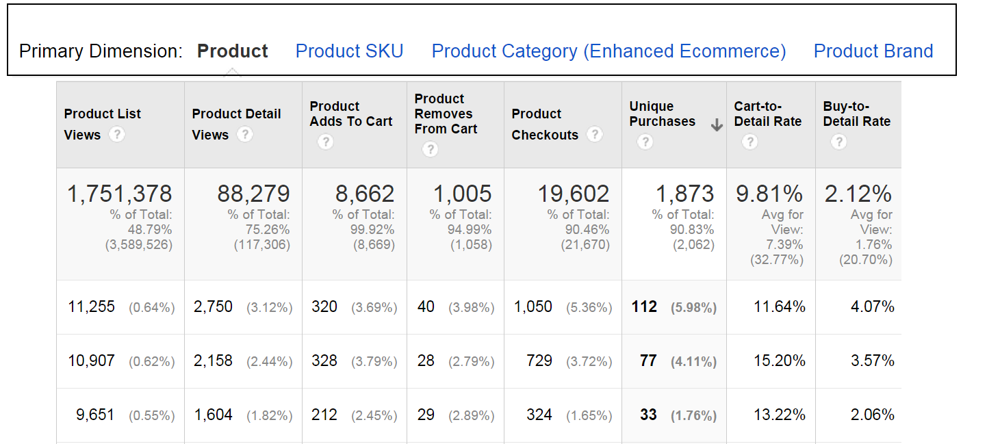 Primary Dimension: Product Product SKU Product Category (Enhanced Ecommerce) Product Brand
Product List Views ? Product Detail Views ? Product Adds To Cart ? Product Removes From Cart ? Product Checkouts ? Unique Purchases ? ↓ Cart-to-Detail Rate ? Buy-to-Detail Rate ?
1,751,378 88,279 8,662 1,005 19,602 1,873 9.81% 2.12%
% of Total: % of Total: % of Total: % of Total: % of Total: % of Total: Avg for Avg for
48.79% 75.26% 99.92% 94.99% 90.46% 90.83% View: View:
(3,589,526) (117,306) (8,669) (1,058) (21,670) (2,062) 7.39% 1.76%
(32.77%) (20.70%)
11,255 (0.64%) 2,750 (3.12%) 320 (3.69%) 40 (3.98%) 1,050 (5.36%) 112 (5.98%) 11.64% 4.07%
10,907 (0.62%) 2,158 (2.44%) 328 (3.79%) 28 (2.79%) 729 (3.72%) 77 (4.11%) 15.20% 3.57%
9,651 (0.55%) 1,604 (1.82%) 212 (2.45%) 29 (2.89%) 324 (1.65%) 33 (1.76%) 13.22% 2.06%